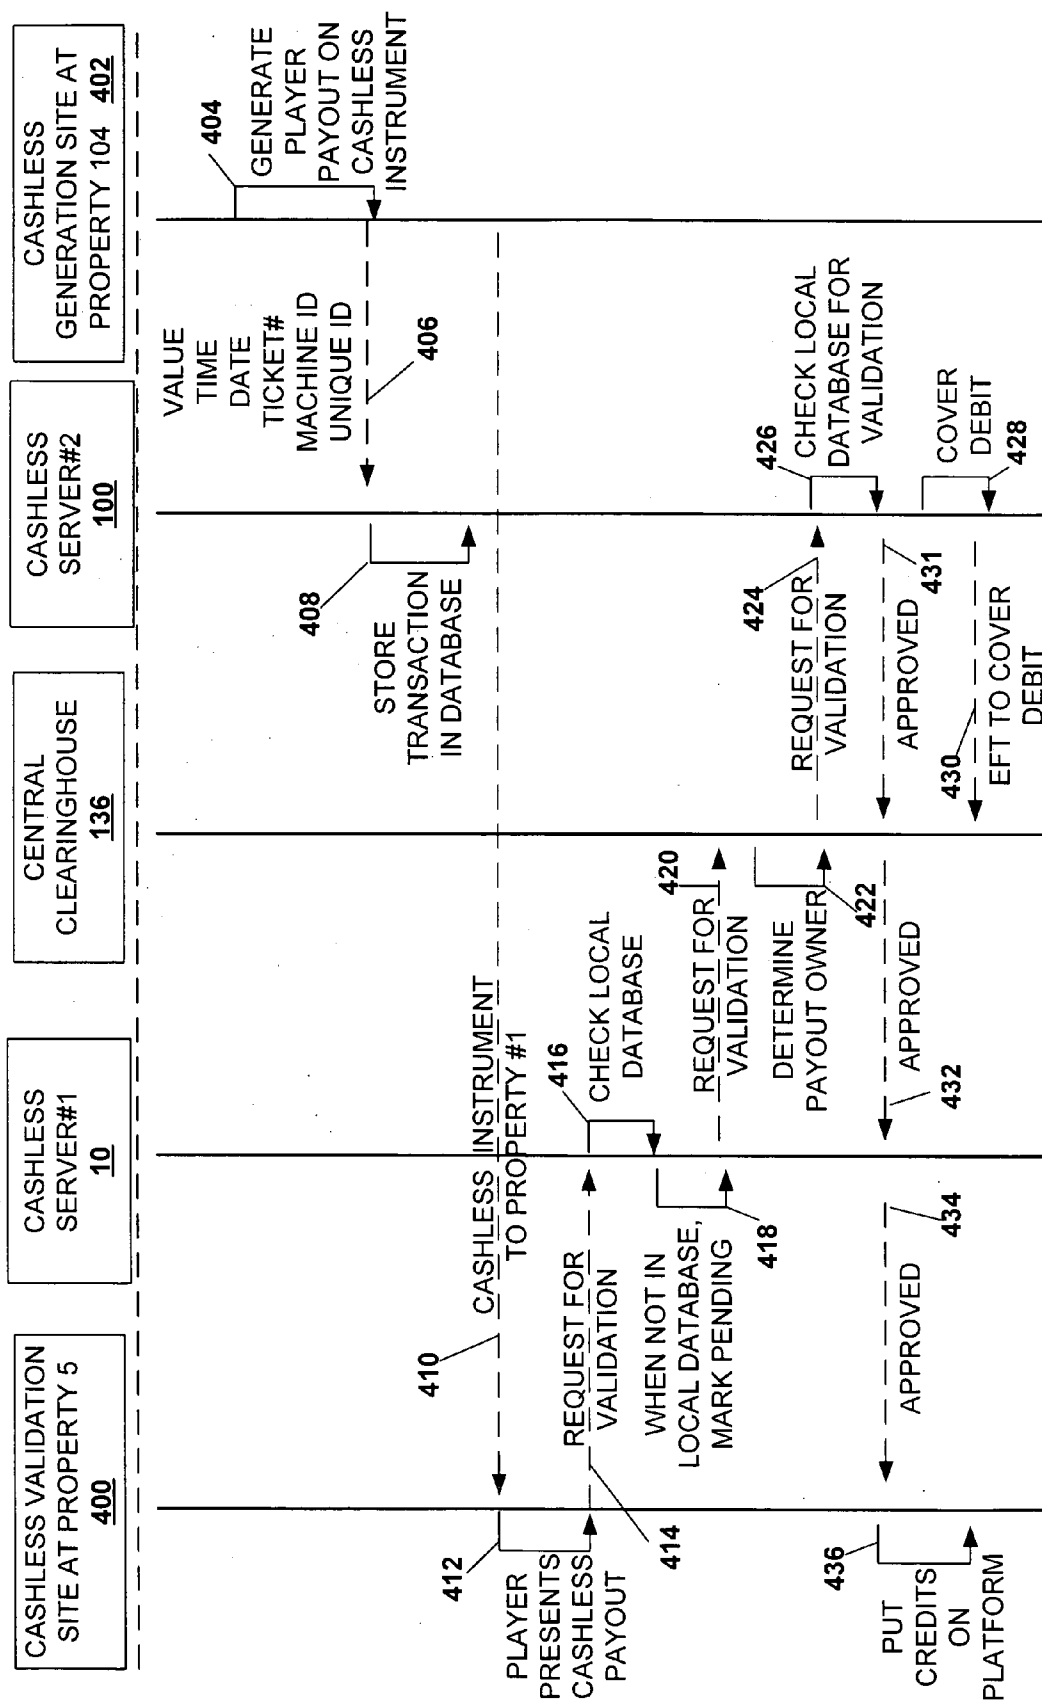 CASHLESS VALIDATION
SITE AT PROPERTY 5
400
CASHLESS
SERVER#1
10
CENTRAL
CLEARINGHOUSE
136
CASHLESS
SERVER#2
100
CASHLESS
GENERATION SITE AT
PROPERTY 104 402
404
GENERATE
PLAYER
PAYOUT ON
CASHLESS
INSTRUMENT
VALUE
TIME
DATE
TICKET#
MACHINE ID
UNIQUE ID
406
408
STORE
TRANSACTION
IN DATABASE
410
CASHLESS INSTRUMENT
TO PROPERTY #1
412
PLAYER
PRESENTS
CASHLESS
PAYOUT
414
REQUEST FOR
VALIDATION
416
CHECK LOCAL
DATABASE
418
WHEN NOT IN
LOCAL DATABASE,
MARK PENDING
420
REQUEST FOR
VALIDATION
422
DETERMINE
PAYOUT OWNER
424
REQUEST FOR
VALIDATION
426
CHECK LOCAL
DATABASE FOR
VALIDATION
COVER
DEBIT
428
431
APPROVED
430
EFT TO COVER
DEBIT
432
APPROVED
434
APPROVED
436
PUT
CREDITS
ON
PLATFORM